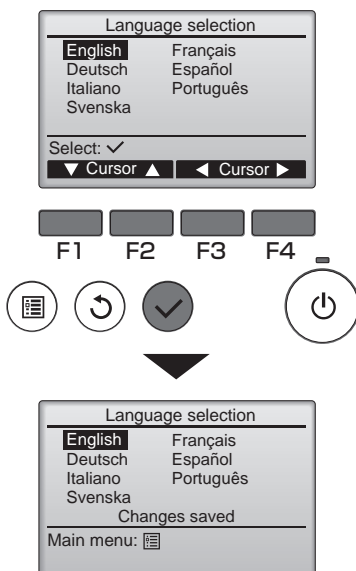 Language selection
English Français
Deutsch Español
Italiano Português
Svenska
Select: ✓
▼ Cursor ▲ ◀ Cursor ▶
F1 F2 F3 F4
Language selection
English Français
Deutsch Español
Italiano Português
Svenska
Changes saved
Main menu: